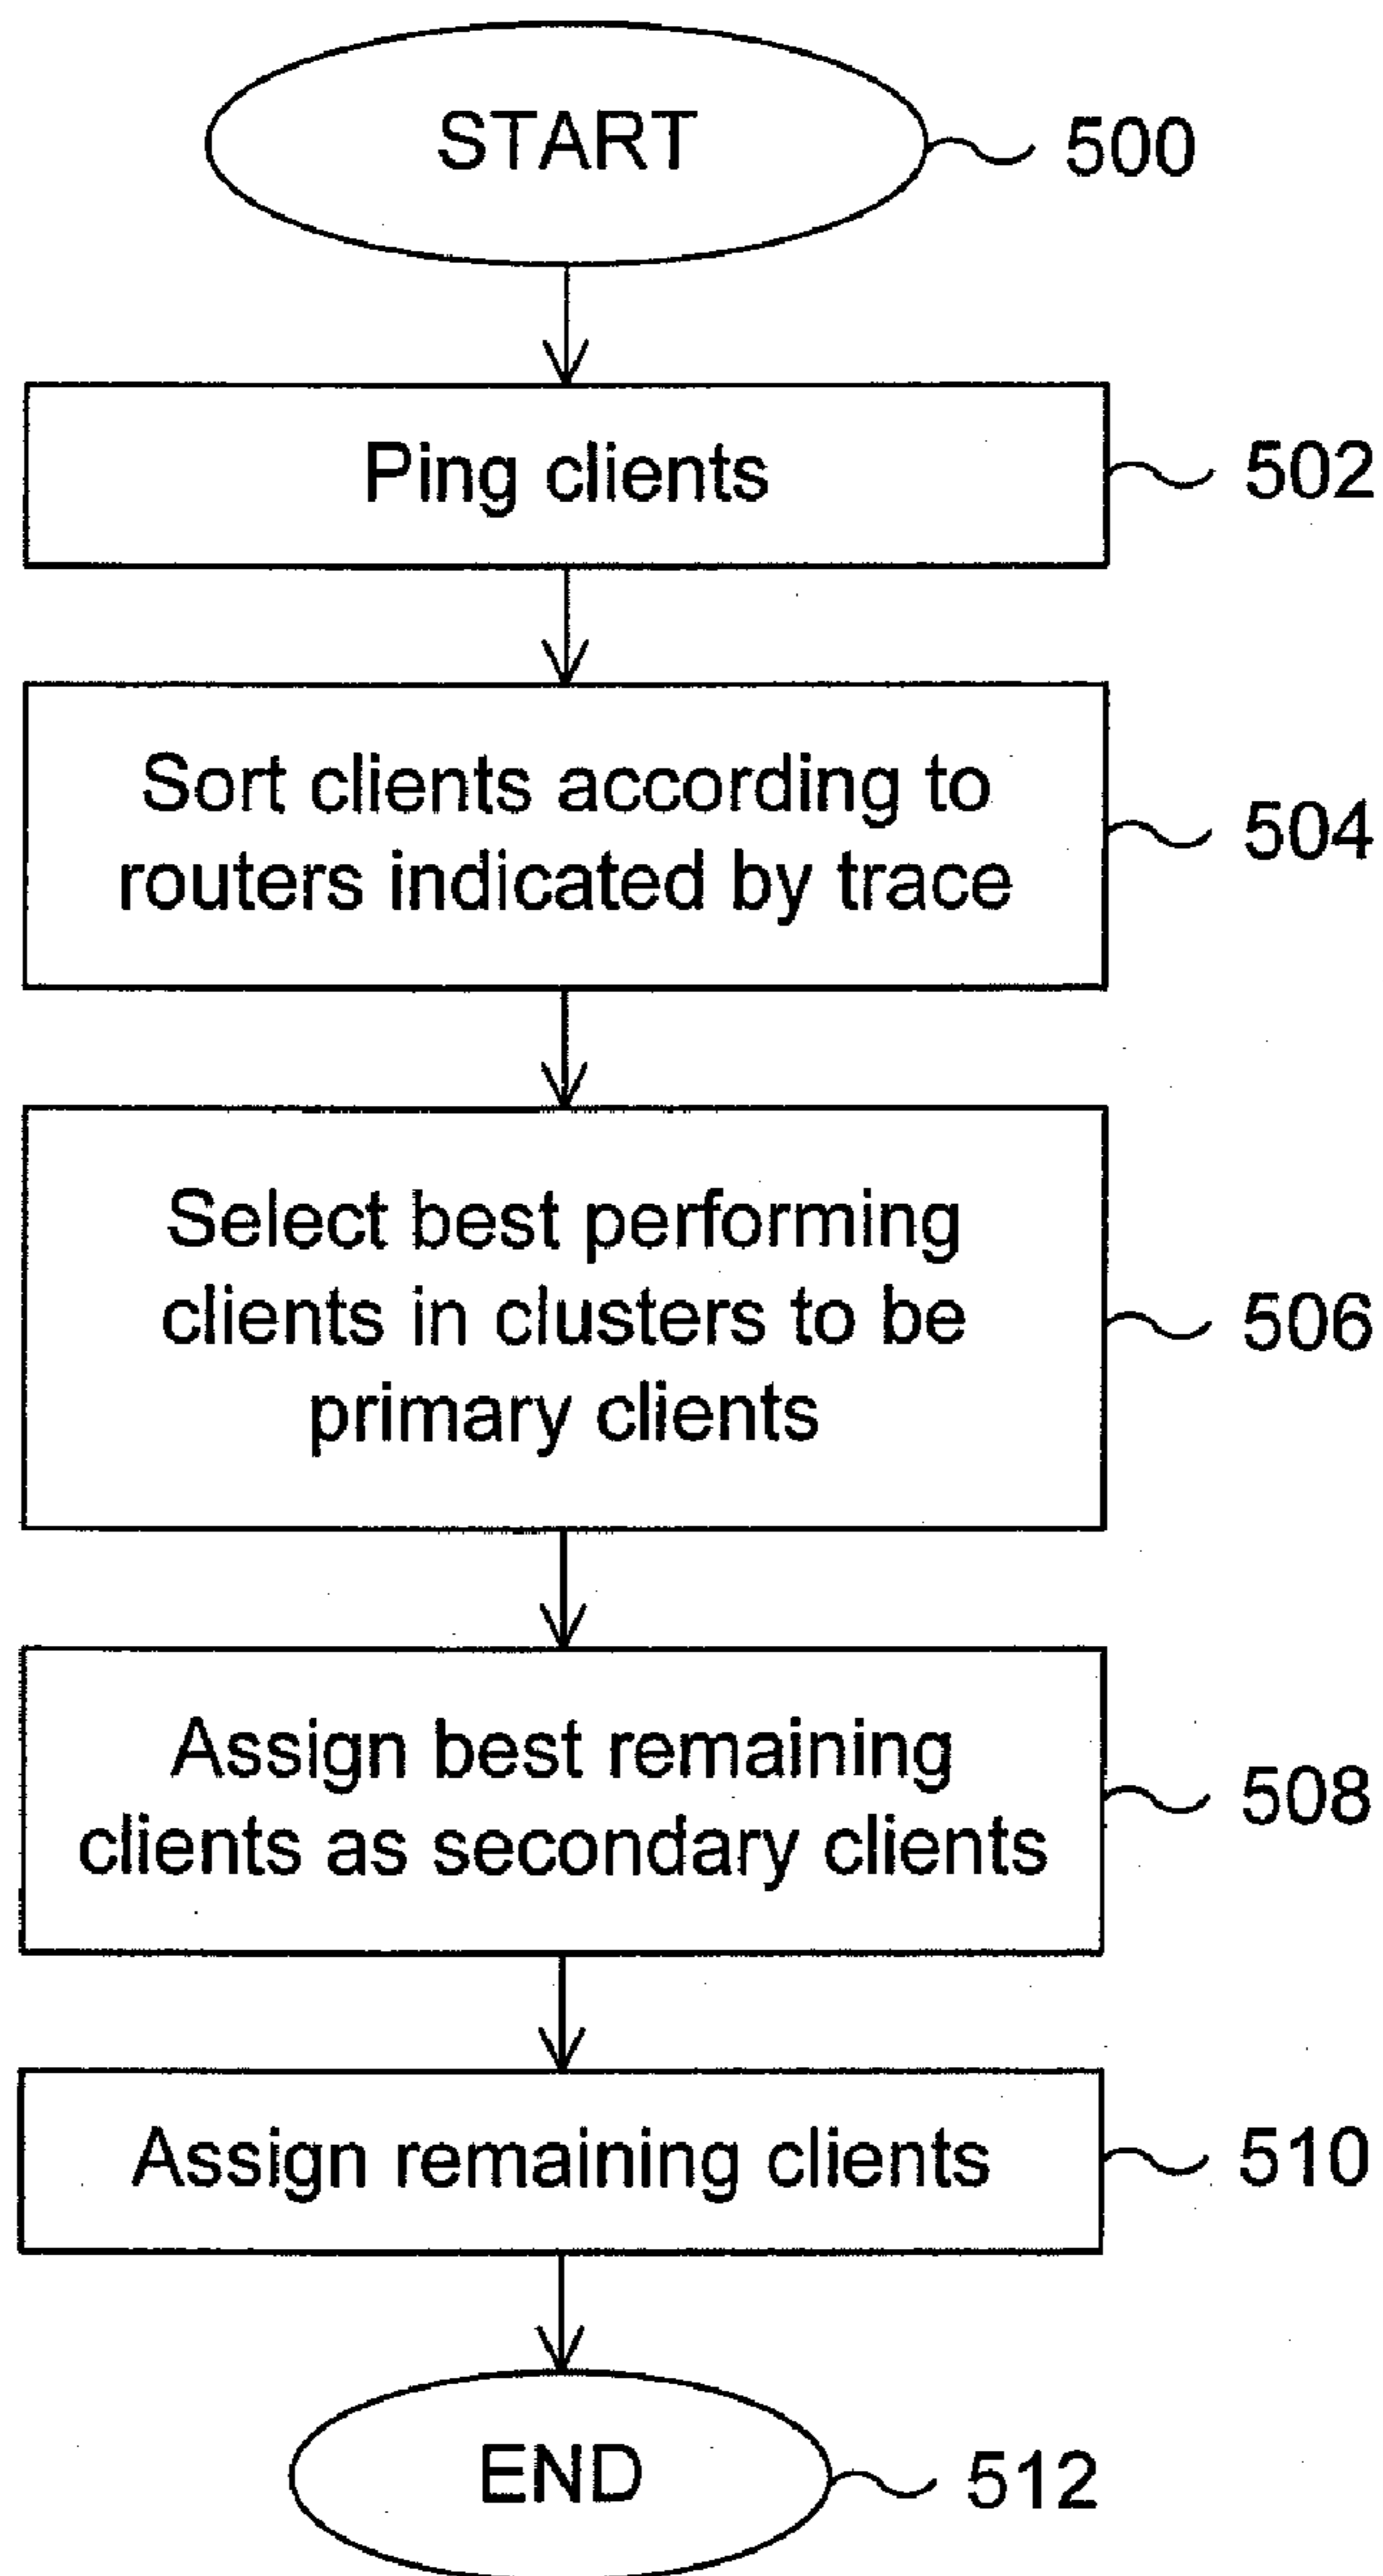 START
500
Ping clients
502
Sort clients according to
routers indicated by trace
504
Select best performing
clients in clusters to be
primary clients
506
Assign best remaining
clients as secondary clients
508
Assign remaining clients
510
END
512